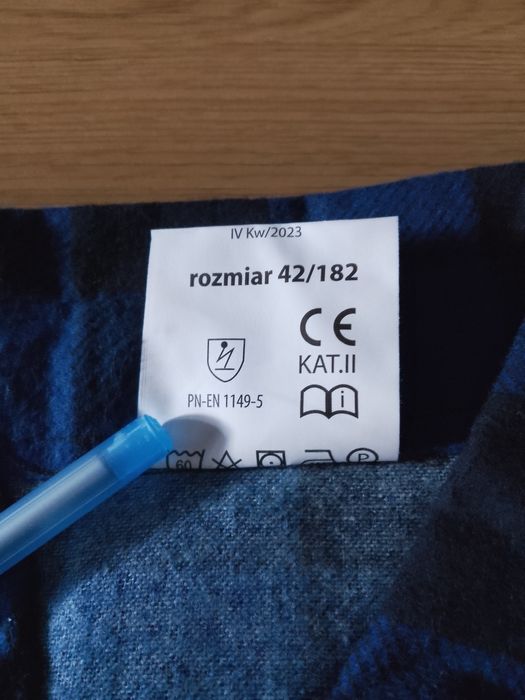 IV Kw/2023
rozmiar 42/182
CE
KAT.II
i
PN-EN 1149-5
60
P